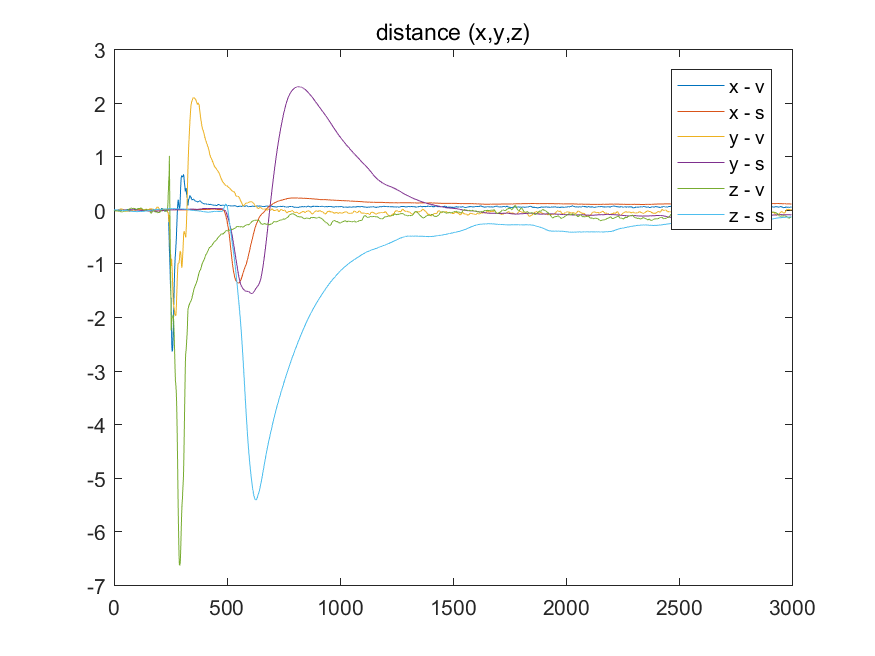 distance (x,y,z)
3
2
1
0
-1
-2
-3
-4
-5
-6
-7
0 500 1000 1500 2000 2500 3000
x - v
x - s
y - v
y - s
z - v
z - s